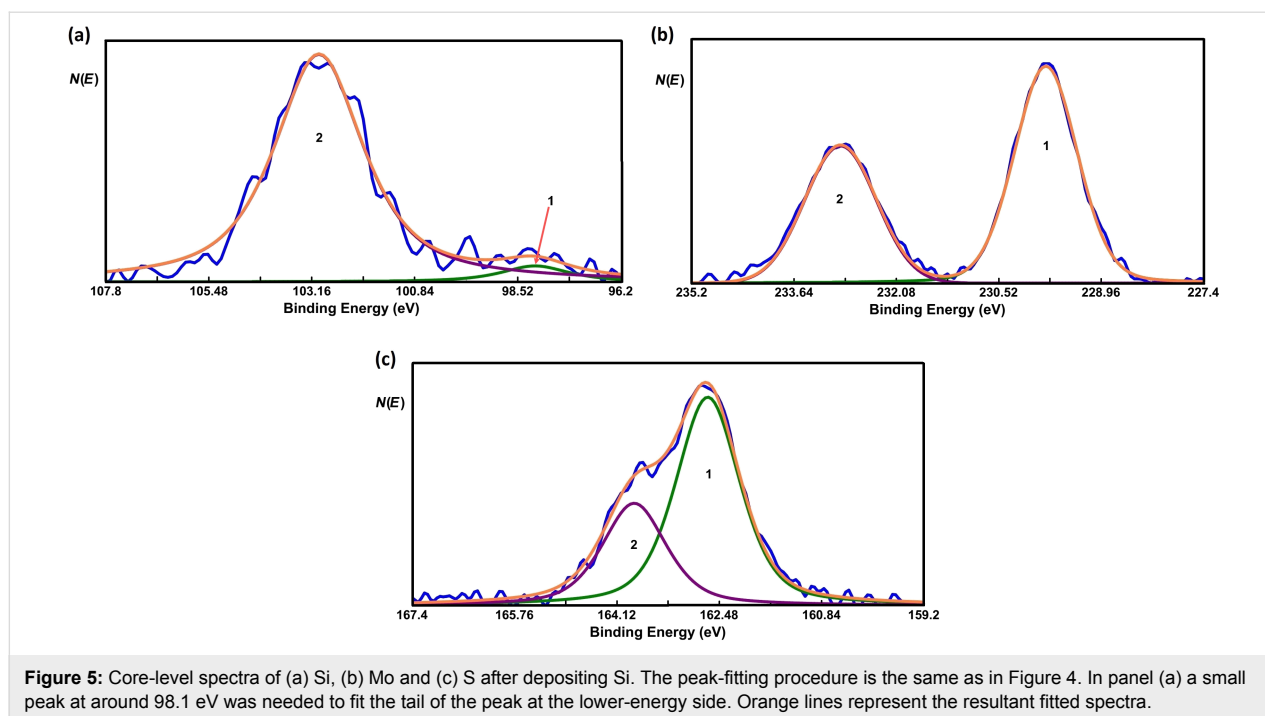 (a)
N(E)
2
1
107.8 105.48 103.16 100.84 98.52 96.2
Binding Energy (eV)
(b)
N(E)
2
1
235.2 233.64 232.08 230.52 228.96 227.4
Binding Energy (eV)
(c)
N(E)
1
2
167.4 165.76 164.12 162.48 160.84 159.2
Binding Energy (eV)
Figure 5: Core-level spectra of (a) Si, (b) Mo and (c) S after depositing Si. The peak-fitting procedure is the same as in Figure 4. In panel (a) a small
peak at around 98.1 eV was needed to fit the tail of the peak at the lower-energy side. Orange lines represent the resultant fitted spectra.